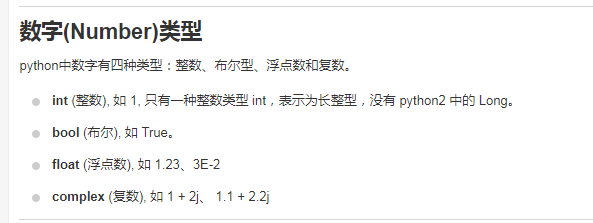 数字(Number)类型
python中数字有四种类型：整数、布尔型、浮点数和复数。
int (整数), 如 1, 只有一种整数类型 int，表示为长整型，没有 python2 中的 Long。
bool (布尔), 如 True。
float (浮点数), 如 1.23、3E-2
complex (复数), 如 1 + 2j、 1.1 + 2.2j